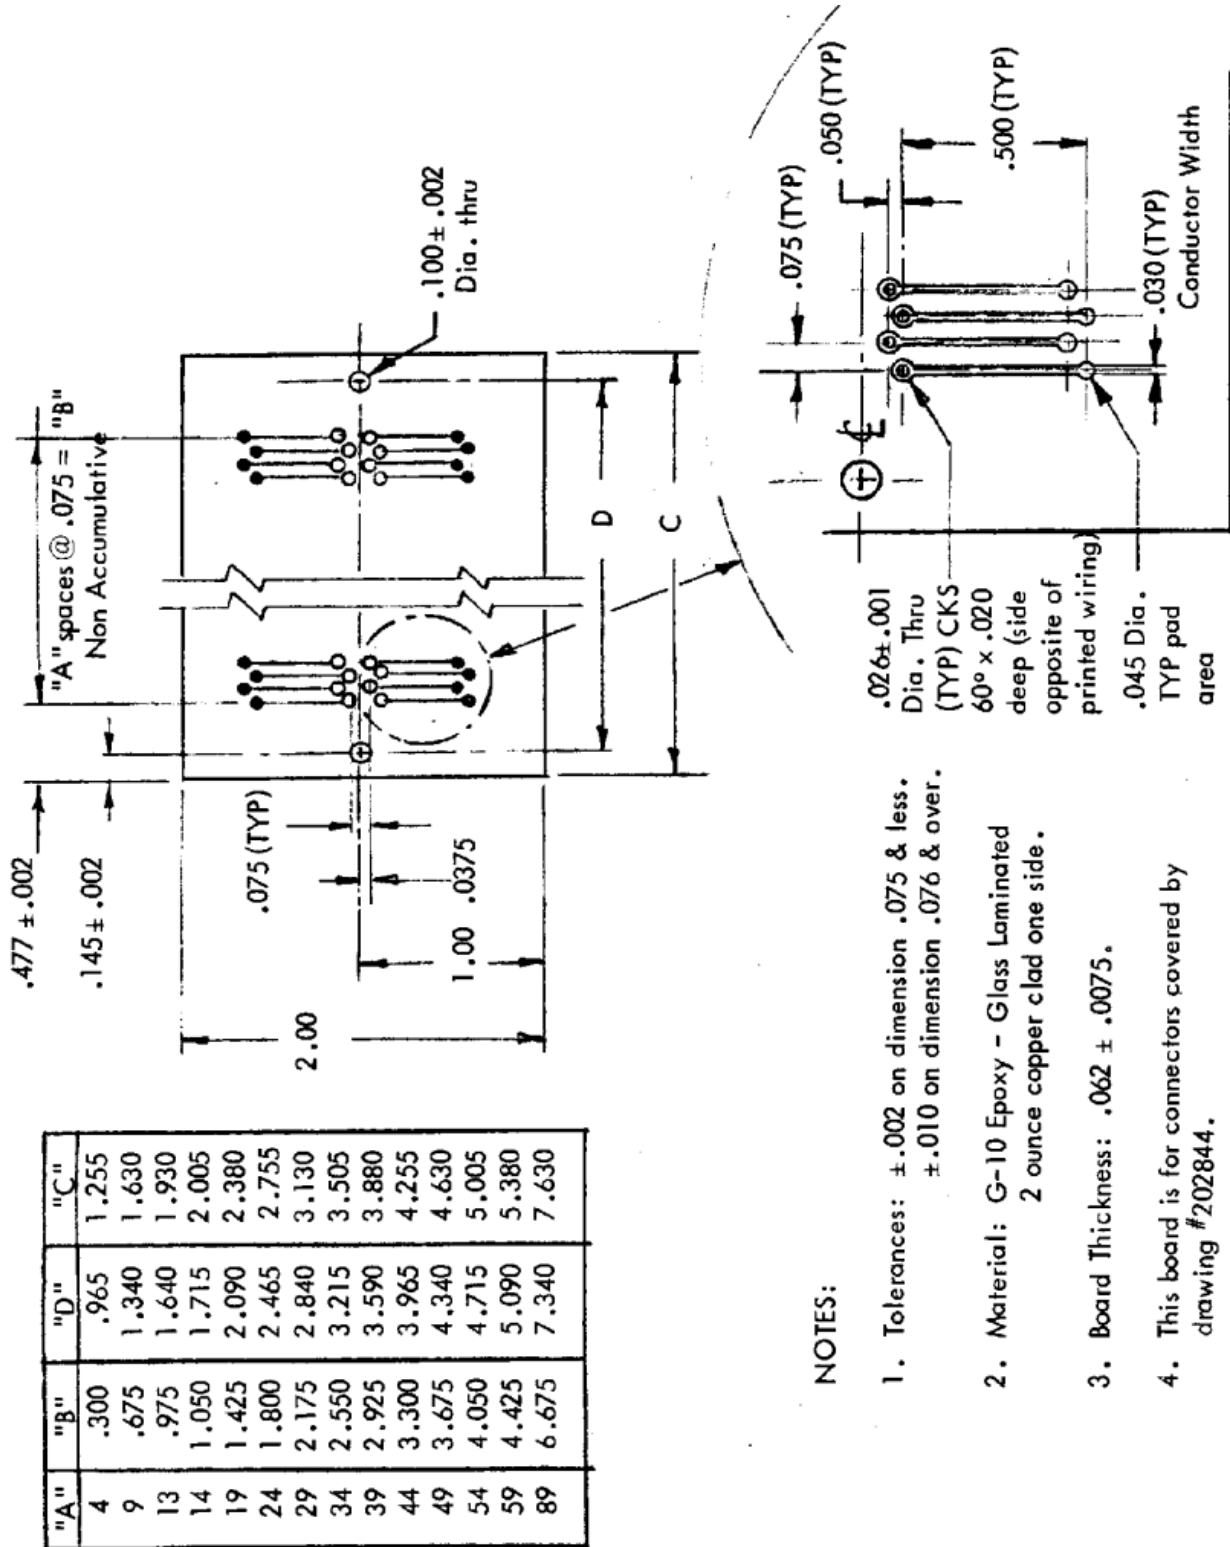 "A" "B" "D" "C"
4 .300 .965 1.255
9 .675 1.340 1.630
13 .975 1.640 1.930
14 1.050 1.715 2.005
19 1.425 2.090 2.380
24 1.800 2.465 2.755
29 2.175 2.840 3.130
34 2.550 3.215 3.505
39 2.925 3.590 3.880
44 3.300 3.965 4.255
49 3.675 4.340 4.630
54 4.050 4.715 5.005
59 4.425 5.090 5.380
89 6.675 7.340 7.630
.477 ±.002
.145 ± .002
"A" spaces @ .075 = "B"
Non Accumulative
.075 (TYP)
2.00
1.00 .0375
.100 ± .002
Dia. thru
D
C
NOTES:
1. Tolerances: ±.002 on dimension .075 & less.
±.010 on dimension .076 & over.
2. Material: G-10 Epoxy - Glass Laminated
2 ounce copper clad one side.
3. Board Thickness: .062 ± .0075.
4. This board is for connectors covered by
drawing #202844.
.026±.001
Dia. Thru
(TYP) CKS
60° x .020
deep (side
opposite of
printed wiring)
.045 Dia.
TYP pad
area
℄
.075 (TYP)
.050 (TYP)
.500 (TYP)
.030 (TYP)
Conductor Width